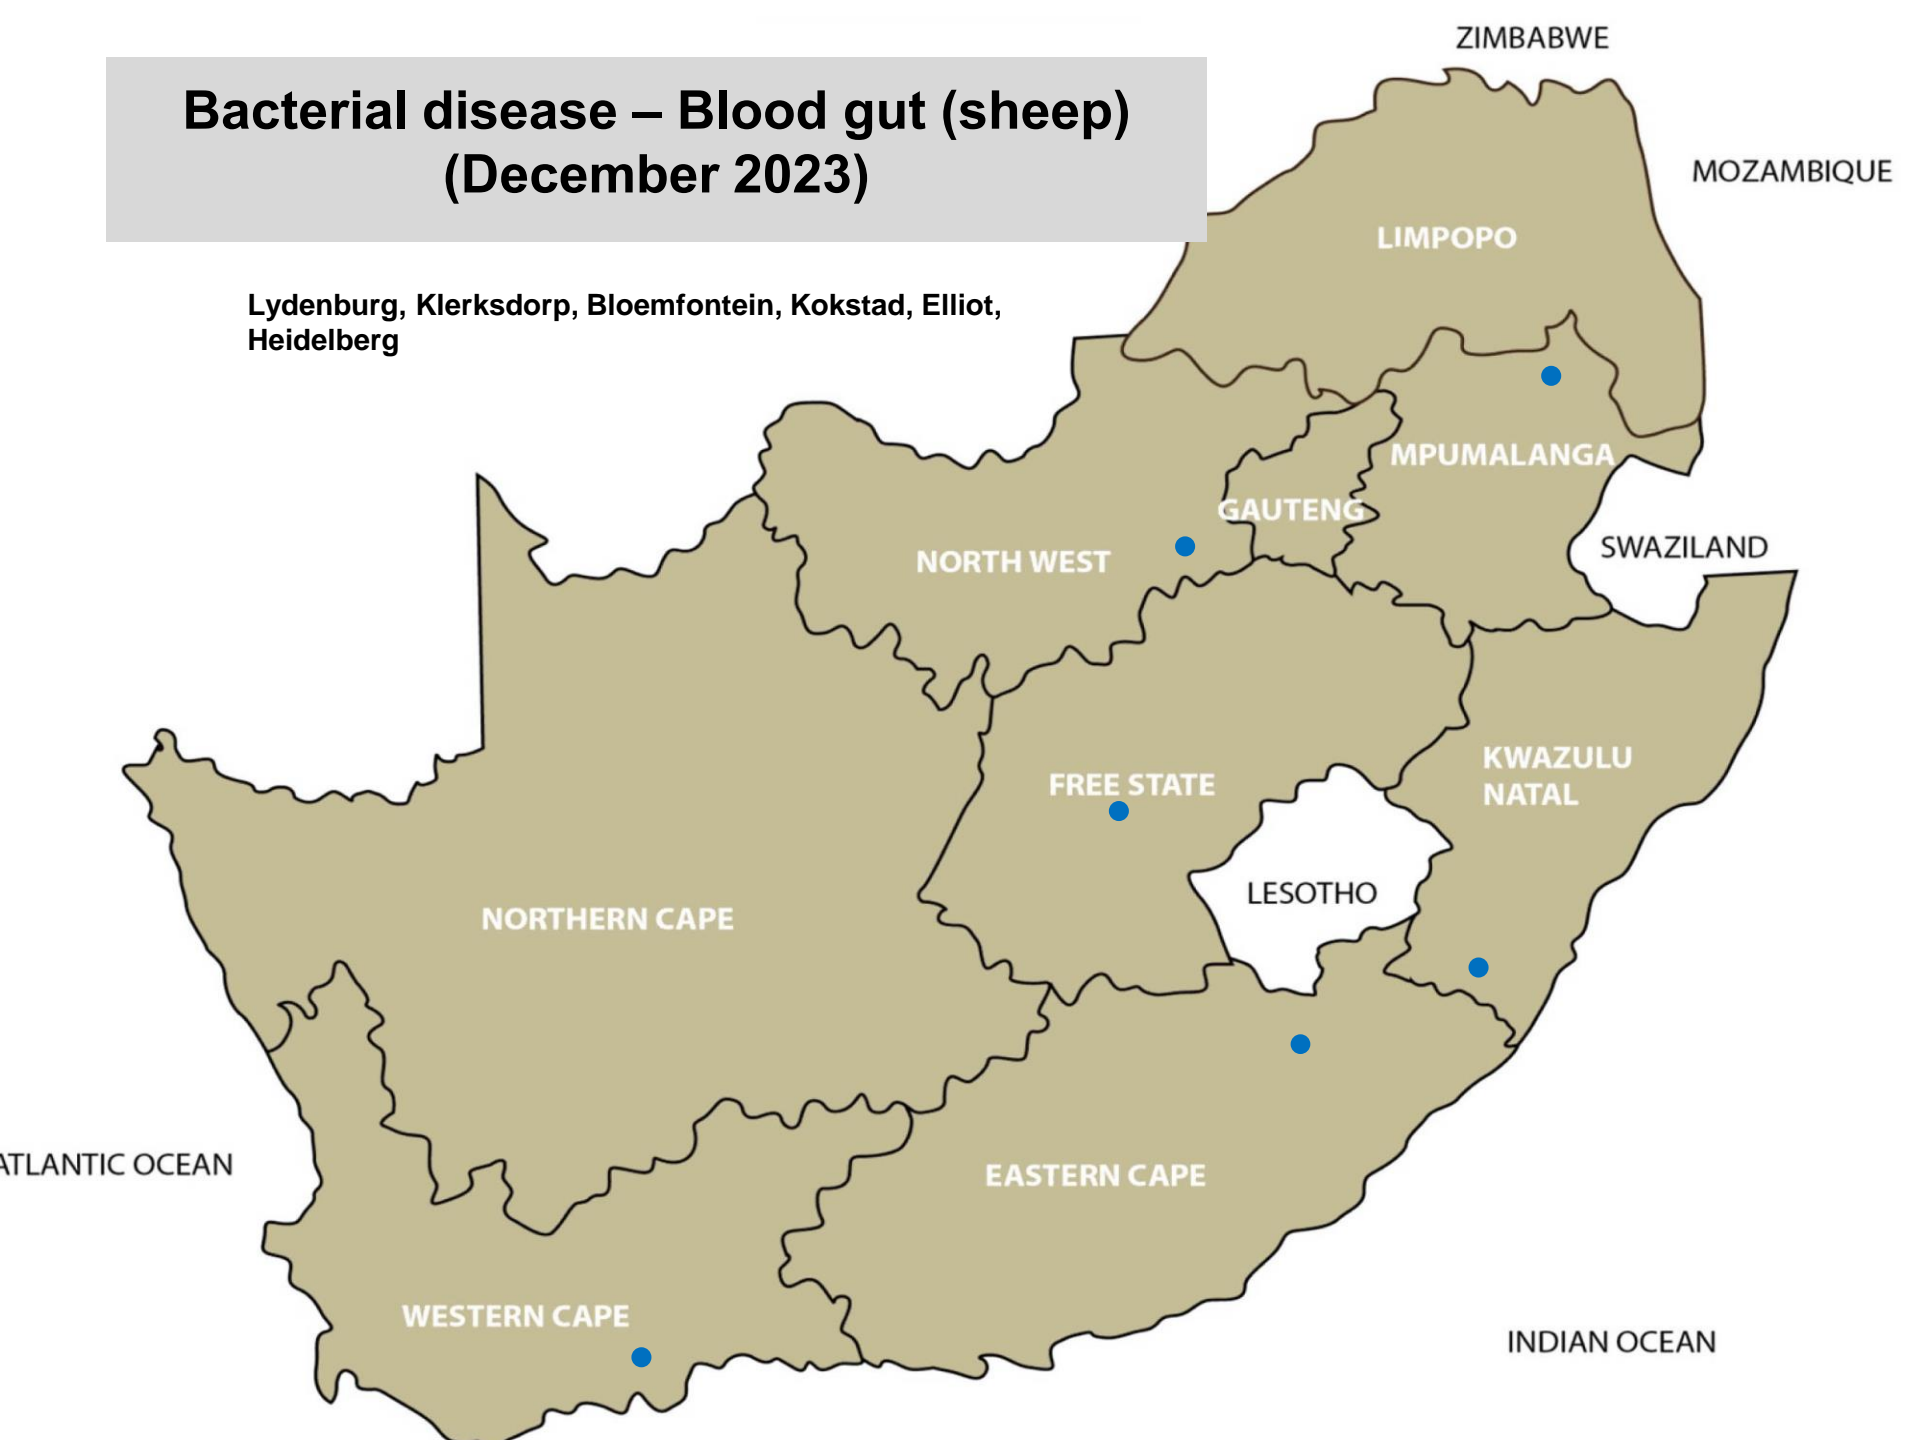 ZIMBABWE
Bacterial disease – Blood gut (sheep)
(December 2023)
MOZAMBIQUE
LIMPOPO
Lydenburg, Klerksdorp, Bloemfontein, Kokstad, Elliot,
Heidelberg
MPUMALANGA
GAUTENG
SWAZILAND
NORTH WEST
KWAZULU
NATAL
FREE STATE
LESOTHO
NORTHERN CAPE
ATLANTIC OCEAN
EASTERN CAPE
WESTERN CAPE
INDIAN OCEAN